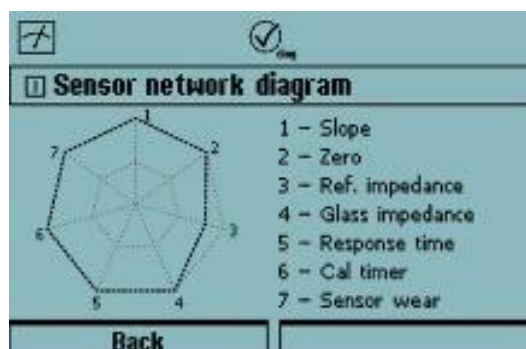 diag
Sensor network diagram
1 - Slope
2 - Zero
3 - Ref. impedance
4 - Glass impedance
5 - Response time
6 - Cal timer
7 - Sensor wear
1
2
3
4
5
6
7
Back